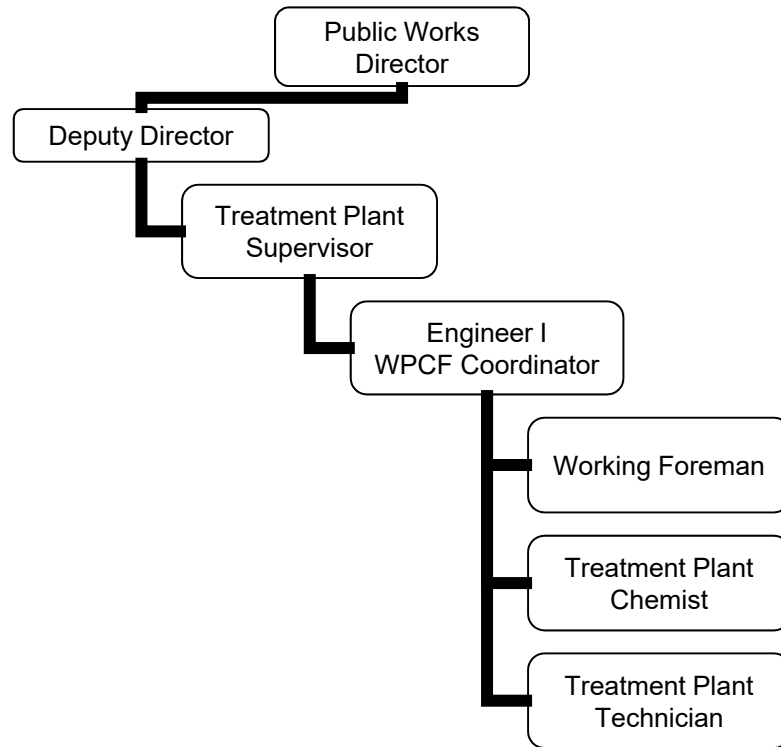 Public Works
Director
Deputy Director
Treatment Plant
Supervisor
Engineer I
WPCF Coordinator
Working Foreman
Treatment Plant
Chemist
Treatment Plant
Technician